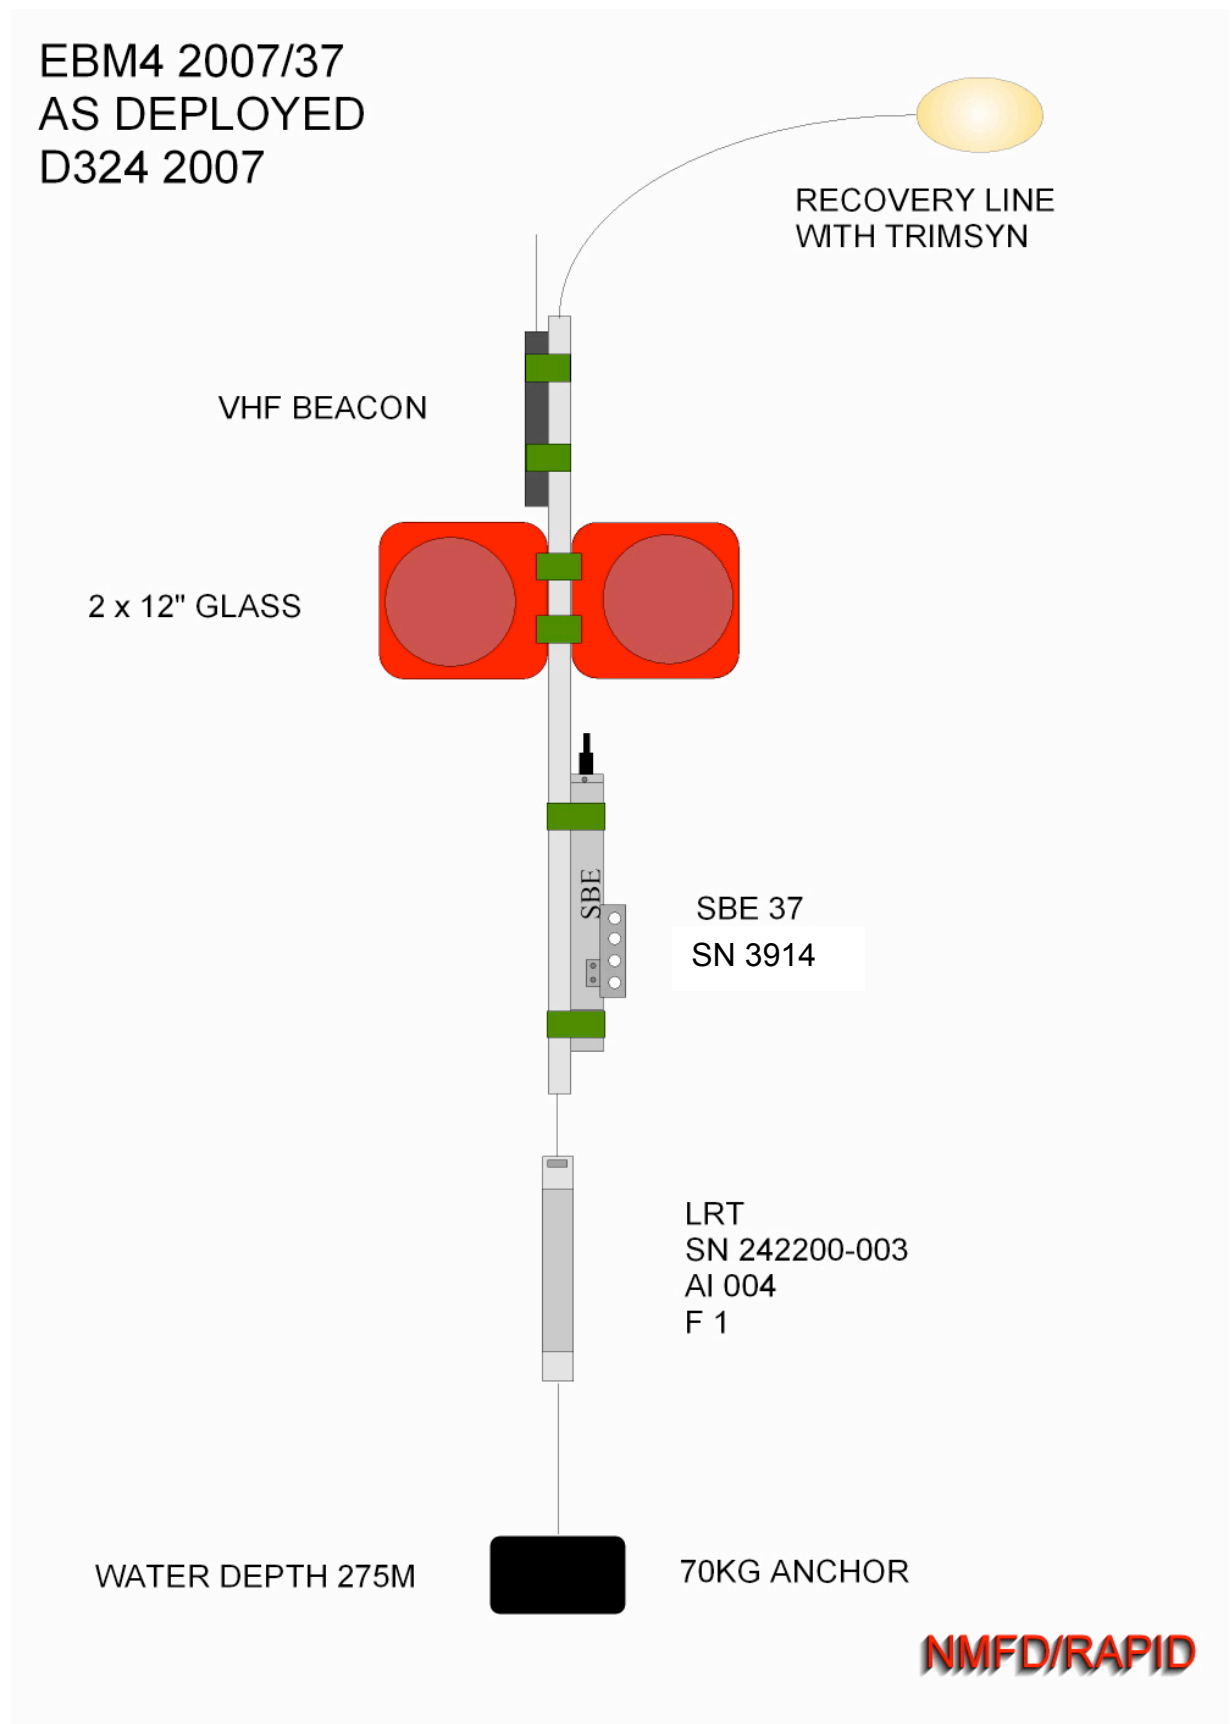 EBM4 2007/37
AS DEPLOYED
D324 2007
RECOVERY LINE
WITH TRIMSYN
VHF BEACON
2 x 12" GLASS
SBE
SBE 37
SN 3914
LRT
SN 242200-003
AI 004
F 1
WATER DEPTH 275M
70KG ANCHOR
NMFD/RAPID